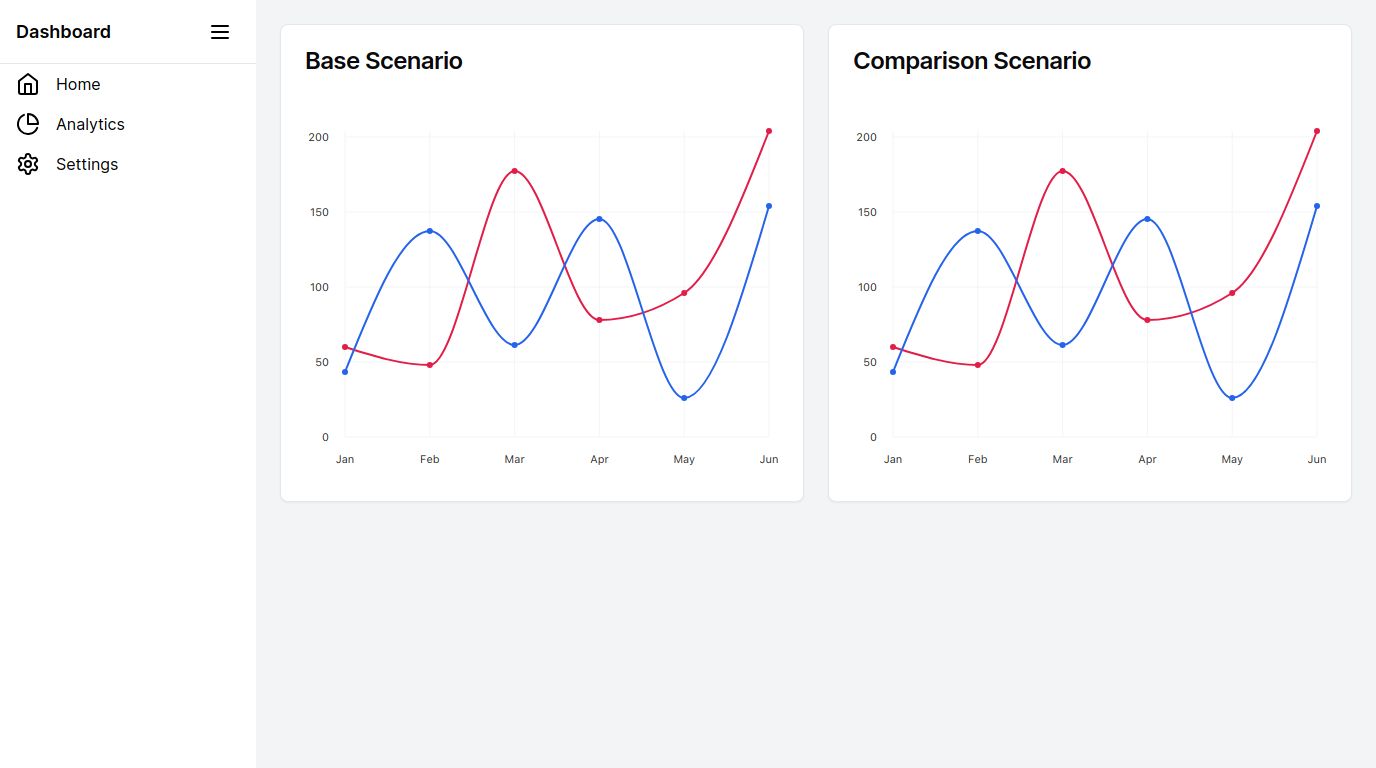 Dashboard
Home
Analytics
Settings
Base Scenario
200
150
100
50
0
Jan Feb Mar Apr May Jun
Comparison Scenario
200
150
100
50
0
Jan Feb Mar Apr May Jun